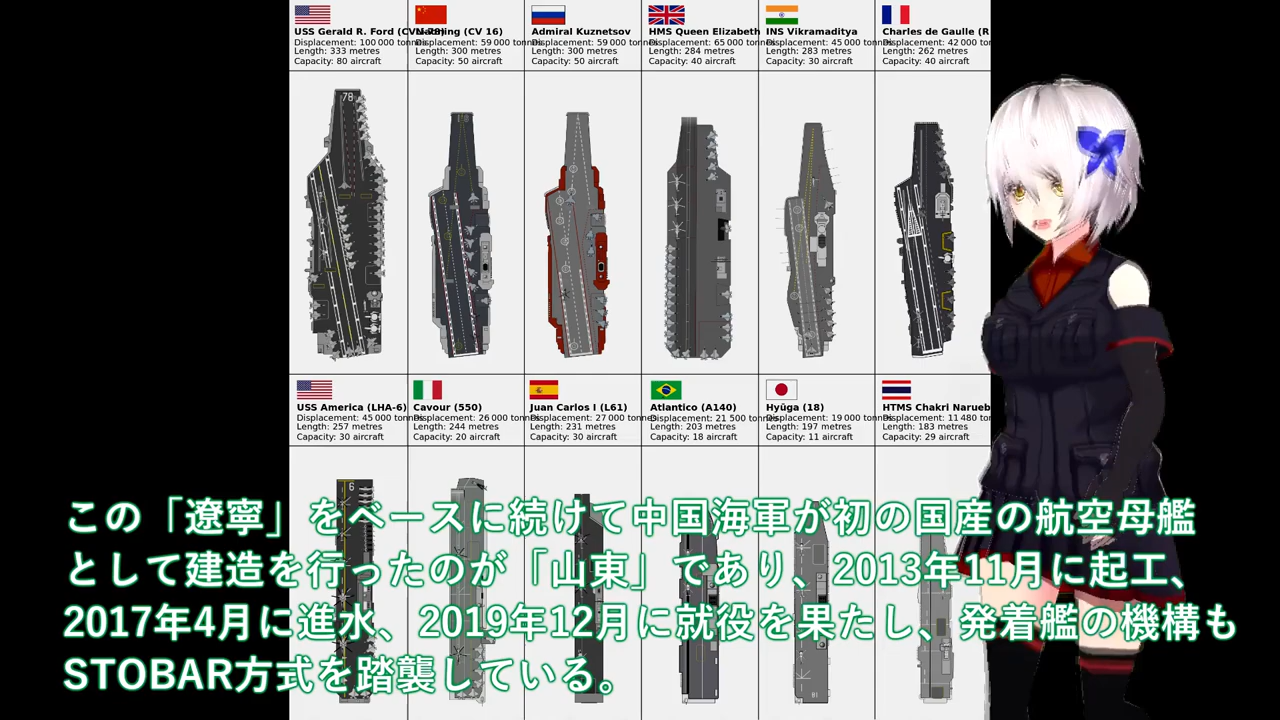 USS Gerald R. Ford (CVN-78)
Displacement: 100 000 tonnes
Length: 333 metres
Capacity: 80 aircraft
Liaoning (CV 16)
Displacement: 59 000 tonnes
Length: 300 metres
Capacity: 50 aircraft
Admiral Kuznetsov
Displacement: 59 000 tonnes
Length: 300 metres
Capacity: 50 aircraft
HMS Queen Elizabeth
Displacement: 65 000 tonnes
Length: 284 metres
Capacity: 40 aircraft
INS Vikramaditya
Displacement: 45 000 tonnes
Length: 283 metres
Capacity: 30 aircraft
Charles de Gaulle (R
Displacement: 42 000 ton
Length: 262 metres
Capacity: 40 aircraft
78
USS America (LHA-6)
Displacement: 45 000 tonnes
Length: 257 metres
Capacity: 30 aircraft
Cavour (550)
Displacement: 26 000 tonnes
Length: 244 metres
Capacity: 20 aircraft
Juan Carlos I (L61)
Displacement: 27 000 tonnes
Length: 231 metres
Capacity: 30 aircraft
Atlantico (A140)
Displacement: 21 500 tonnes
Length: 203 metres
Capacity: 18 aircraft
Hyūga (18)
Displacement: 19 000 tonnes
Length: 197 metres
Capacity: 11 aircraft
HTMS Chakri Narueb
Displacement: 11 480 ton
Length: 183 metres
Capacity: 29 aircraft
6
この「遼寧」をベースに続けて中国海軍が初の国産の航空母艦
として建造を行ったのが「山東」であり、2013年11月に起工、
2017年4月に進水、2019年12月に就役を果たし、発着艦の機構も
STOBAR方式を踏襲している。